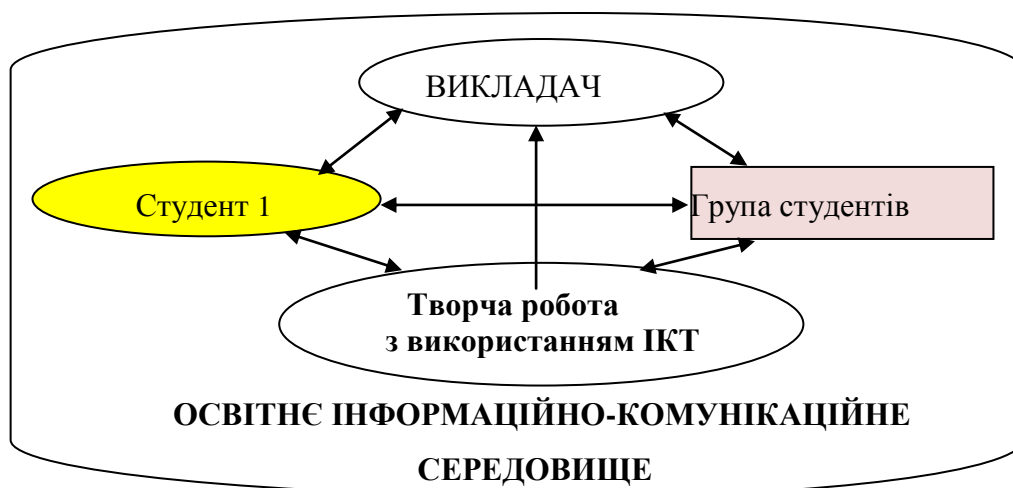 ВИКЛАДАЧ
Студент 1
Група студентів
Творча робота
з використанням ІКТ
ОСВІТНЄ ІНФОРМАЦІЙНО-КОМУНІКАЦІЙНЕ
СЕРЕДОВИЩЕ